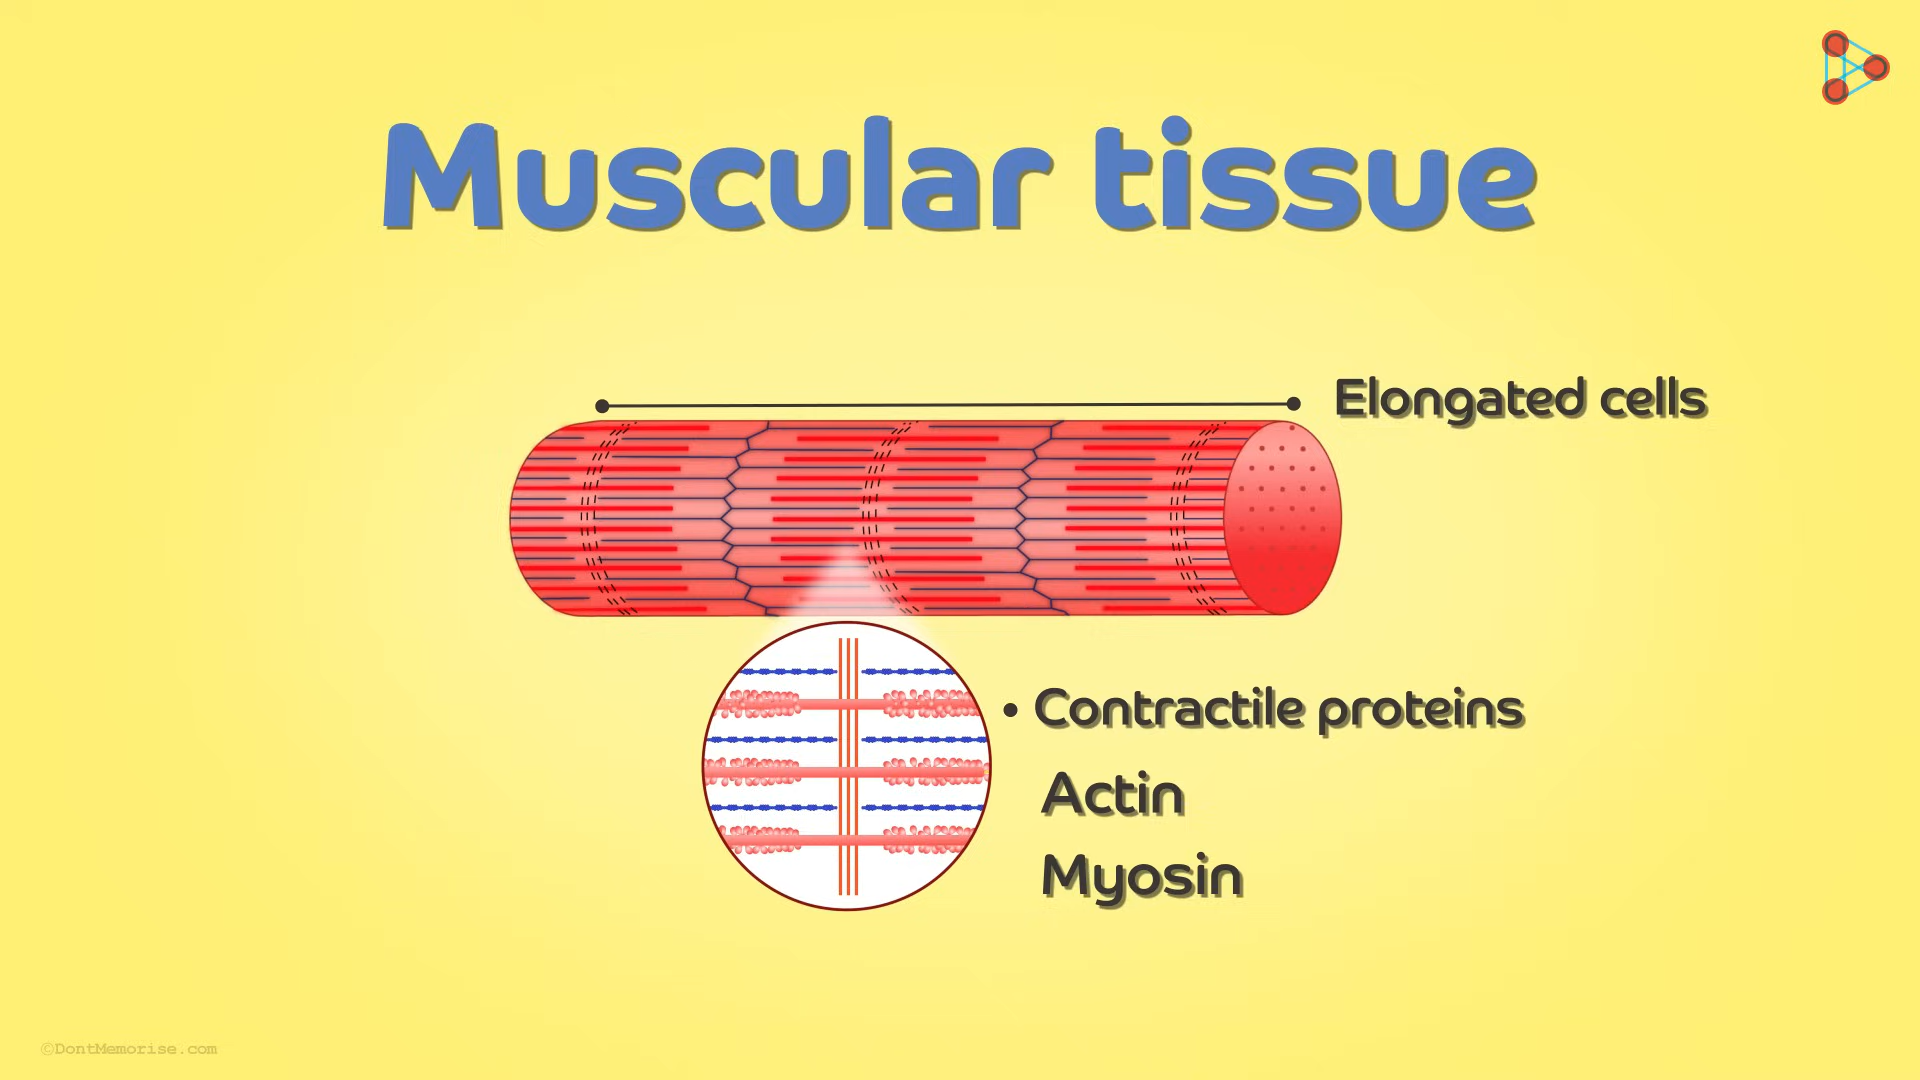 Muscular tissue
Elongated cells
• Contractile proteins
Actin
Myosin
©DontMemorise.com